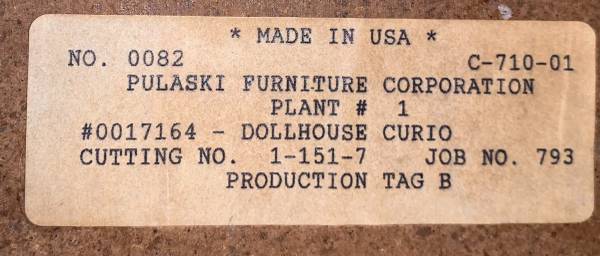 * MADE IN USA *
NO. 0082 C-710-01
PULASKI FURNITURE CORPORATION
PLANT # 1
#0017164 - DOLLHOUSE CURIO
CUTTING NO. 1-151-7 JOB NO. 793
PRODUCTION TAG B